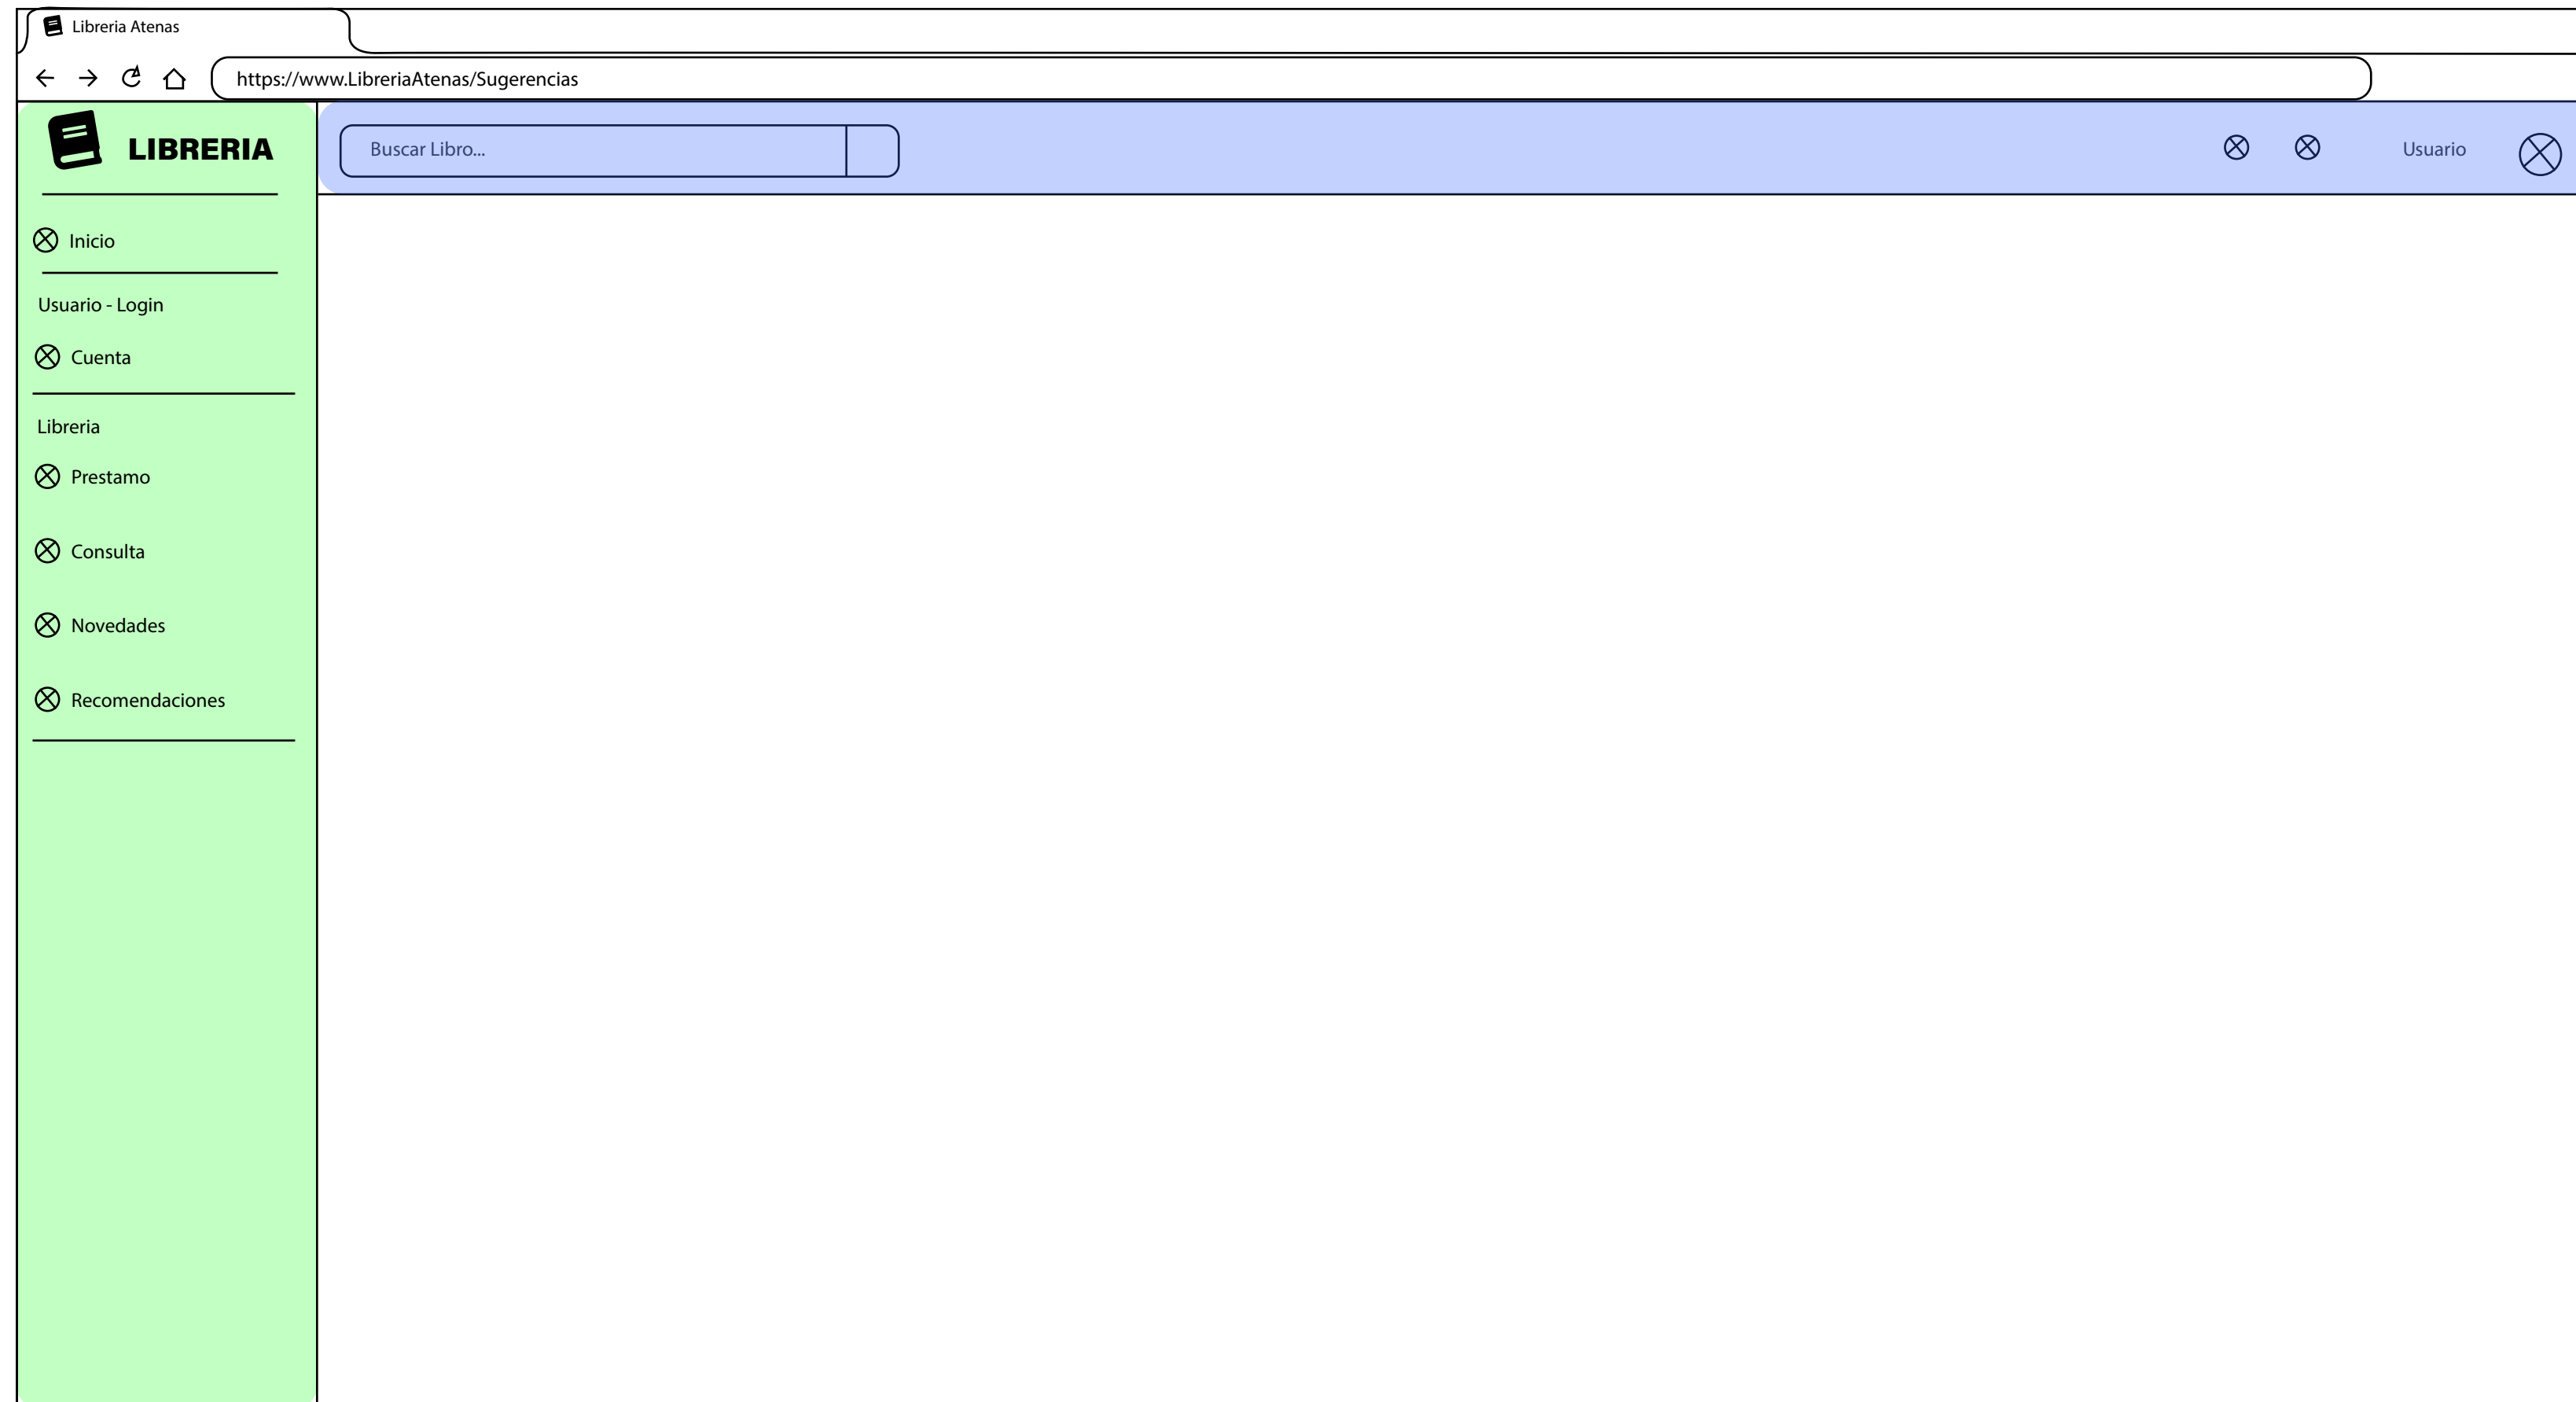 Libreria Atenas
https://www.LibreriaAtenas/Sugerencias
LIBRERIA
Buscar Libro...
Usuario
Inicio
Usuario - Login
Cuenta
Libreria
Prestamo
Consulta
Novedades
Recomendaciones